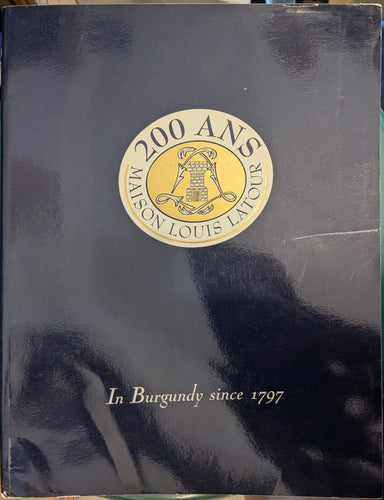 200 ANS
MAISON LOUIS LATOUR
In Burgundy since 1797